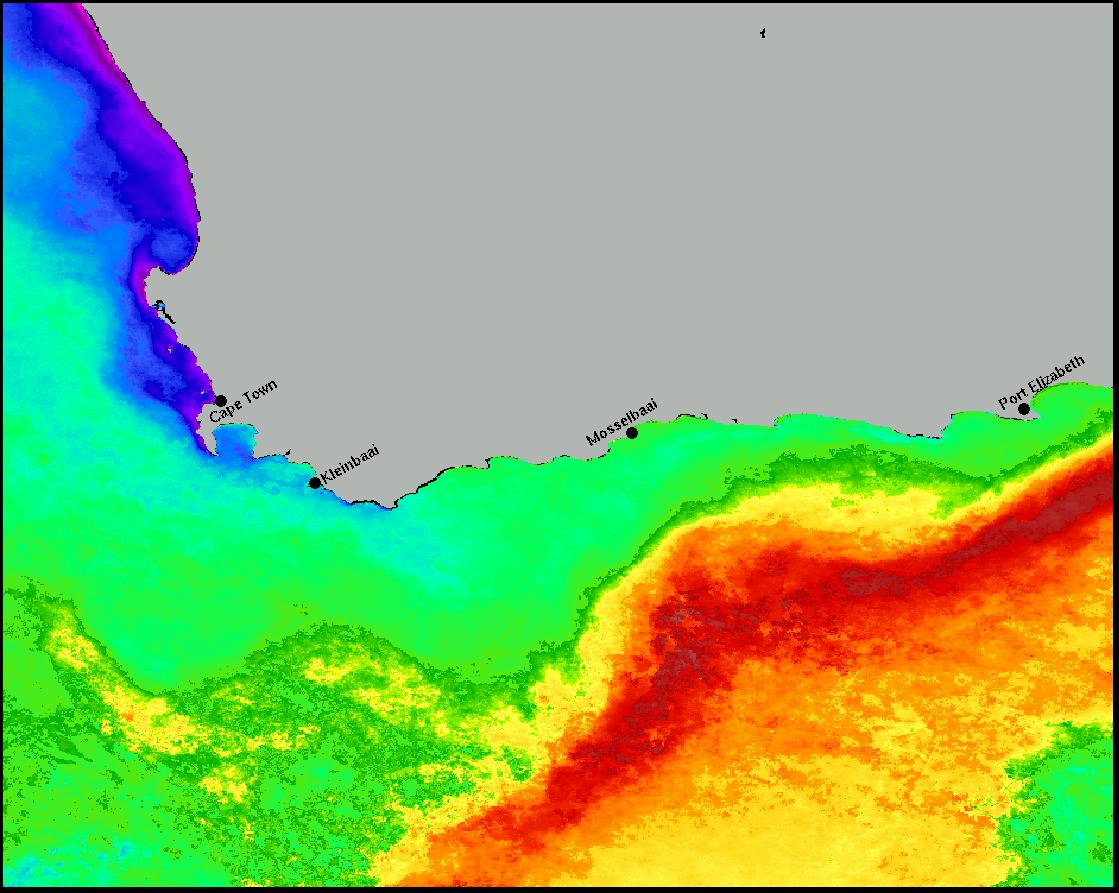 Port Elizabeth
Cape Town
Mosselbaai
Kleinbaai